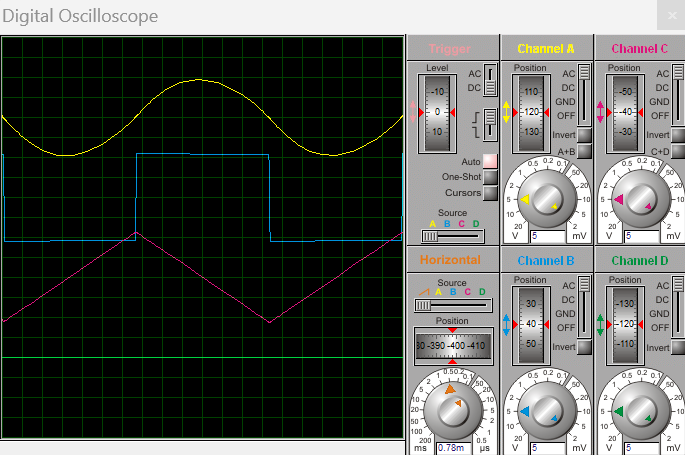 Digital Oscilloscope
×
Trigger
Level
-10
0
10
AC
DC
Auto
One-Shot
Cursors
Source
A B C D
Channel A
Position
110
120
130
AC
DC
GND
OFF
Invert
A+B
5
10
20
2
1
0.5
0.2
0.1
50
20
10
5
2
V
5
mV
Channel C
Position
-50
-40
-30
AC
DC
GND
OFF
Invert
C+D
5
10
20
2
1
0.5
0.2
0.1
50
20
10
5
2
V
5
mV
Horizontal
Source
A B C D
Position
30 -390 -400 -410
200
100
50
20
10
5
2
1
0.5
0.2
0.1
50
20
10
5
2
1
0.5
ms
0.78m
µs
Channel B
Position
30
40
50
AC
DC
GND
OFF
Invert
5
10
20
2
1
0.5
0.2
0.1
50
20
10
5
2
V
5
mV
Channel D
Position
-130
-120
-110
AC
DC
GND
OFF
Invert
5
10
20
2
1
0.5
0.2
0.1
50
20
10
5
2
V
5
mV